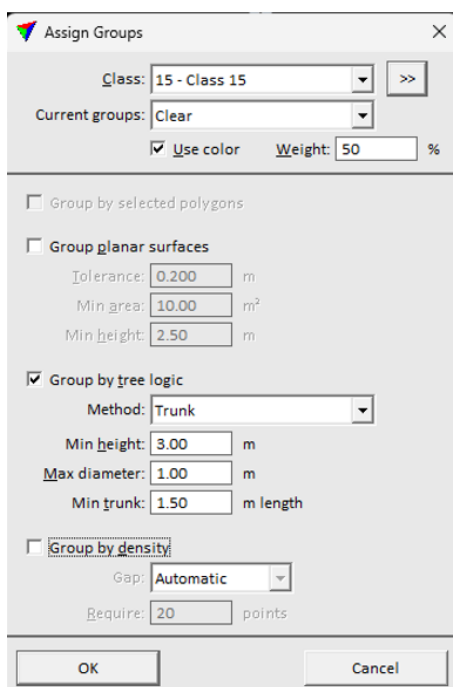 Assign Groups
Class: 15 - Class 15 >>
Current groups: Clear
Use color Weight: 50 %
Group by selected polygons
Group planar surfaces
Tolerance: 0.200 m
Min area: 10.00 m²
Min height: 2.50 m
Group by tree logic
Method: Trunk
Min height: 3.00 m
Max diameter: 1.00 m
Min trunk: 1.50 m length
Group by density
Gap: Automatic
Require: 20 points
OK Cancel